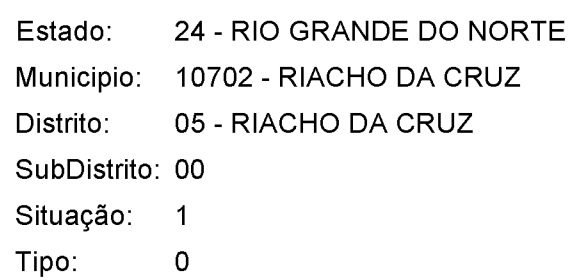 Estado: 24 - RIO GRANDE DO NORTE
Municipio: 10702 - RIACHO DA CRUZ
Distrito: 05 - RIACHO DA CRUZ
SubDistrito: 00
Situação: 1
Tipo: 0